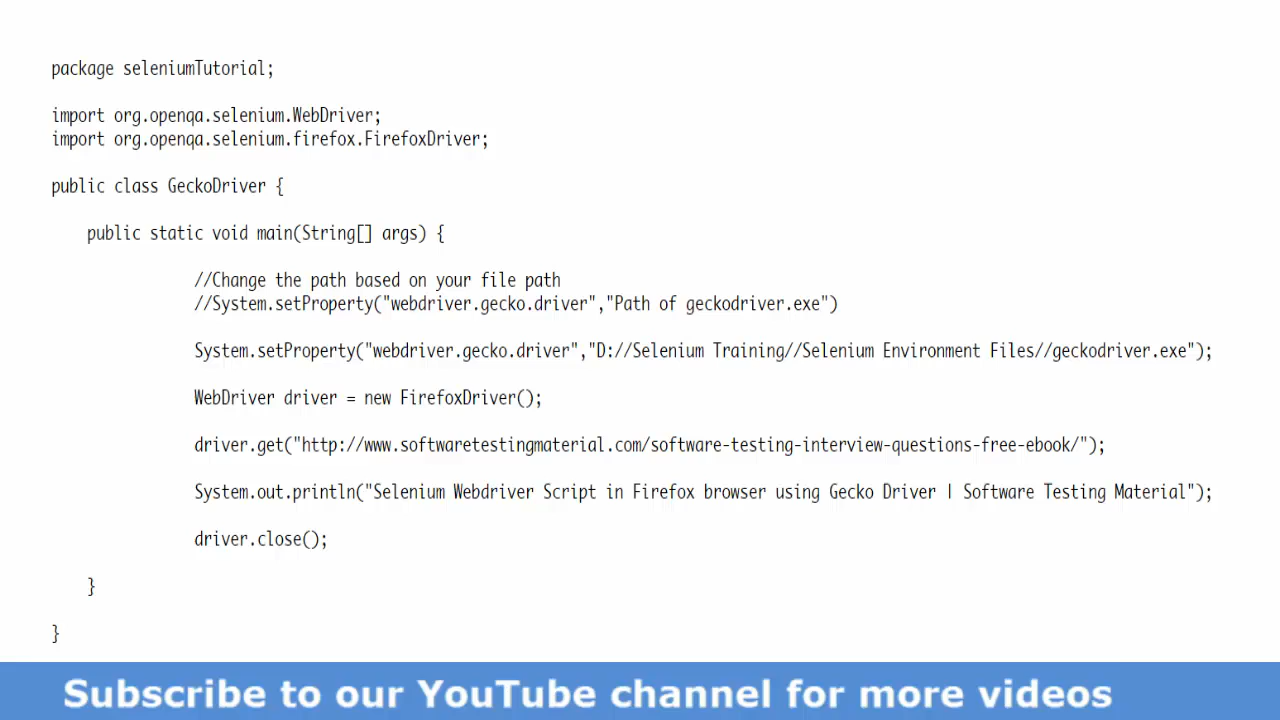 package seleniumTutorial;
import org.openqa.selenium.WebDriver;
import org.openqa.selenium.firefox.FirefoxDriver;
public class GeckoDriver {
public static void main(String[] args) {
//Change the path based on your file path
//System.setProperty("webdriver.gecko.driver","Path of geckodriver.exe")
System.setProperty("webdriver.gecko.driver","D://Selenium Training//Selenium Environment Files//geckodriver.exe");
WebDriver driver = new FirefoxDriver();
driver.get("http://www.softwaretestingmaterial.com/software-testing-interview-questions-free-ebook/");
System.out.println("Selenium Webdriver Script in Firefox browser using Gecko Driver | Software Testing Material");
driver.close();
}
}
Subscribe to our YouTube channel for more videos